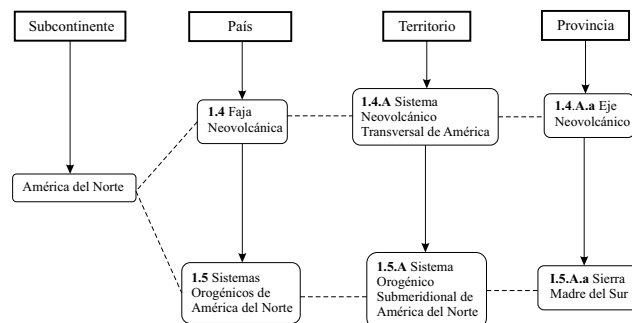 Subcontinente
País
Territorio
Provincia
1.4 Faja
Neovolcánica
1.4.A Sistema
Neovolcánico
Transversal de América
1.4.A.a Eje
Neovolcánico
América del Norte
1.5 Sistemas
Orogénicos de
América del Norte
1.5.A Sistema
Orogénico
Submeridional de
América del Norte
I.5.A.a Sierra
Madre del Sur